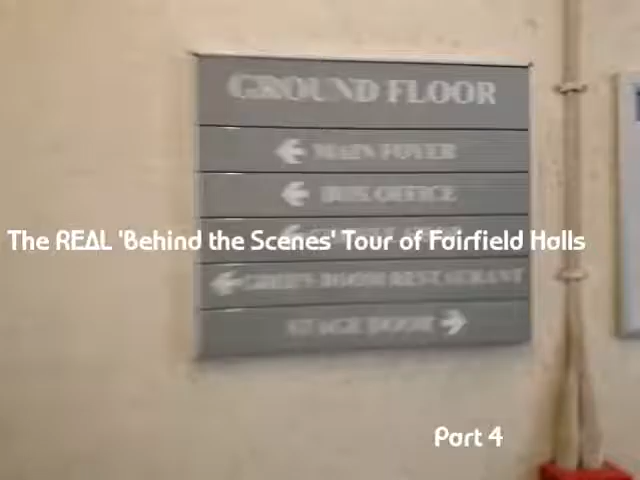 GROUND FLOOR
← MAIN FOYER
← BOX OFFICE
The REAL 'Behind the Scenes' Tour of Fairfield Halls
← GREEN ROOM RESTAURANT
STAGE DOOR →
Part 4